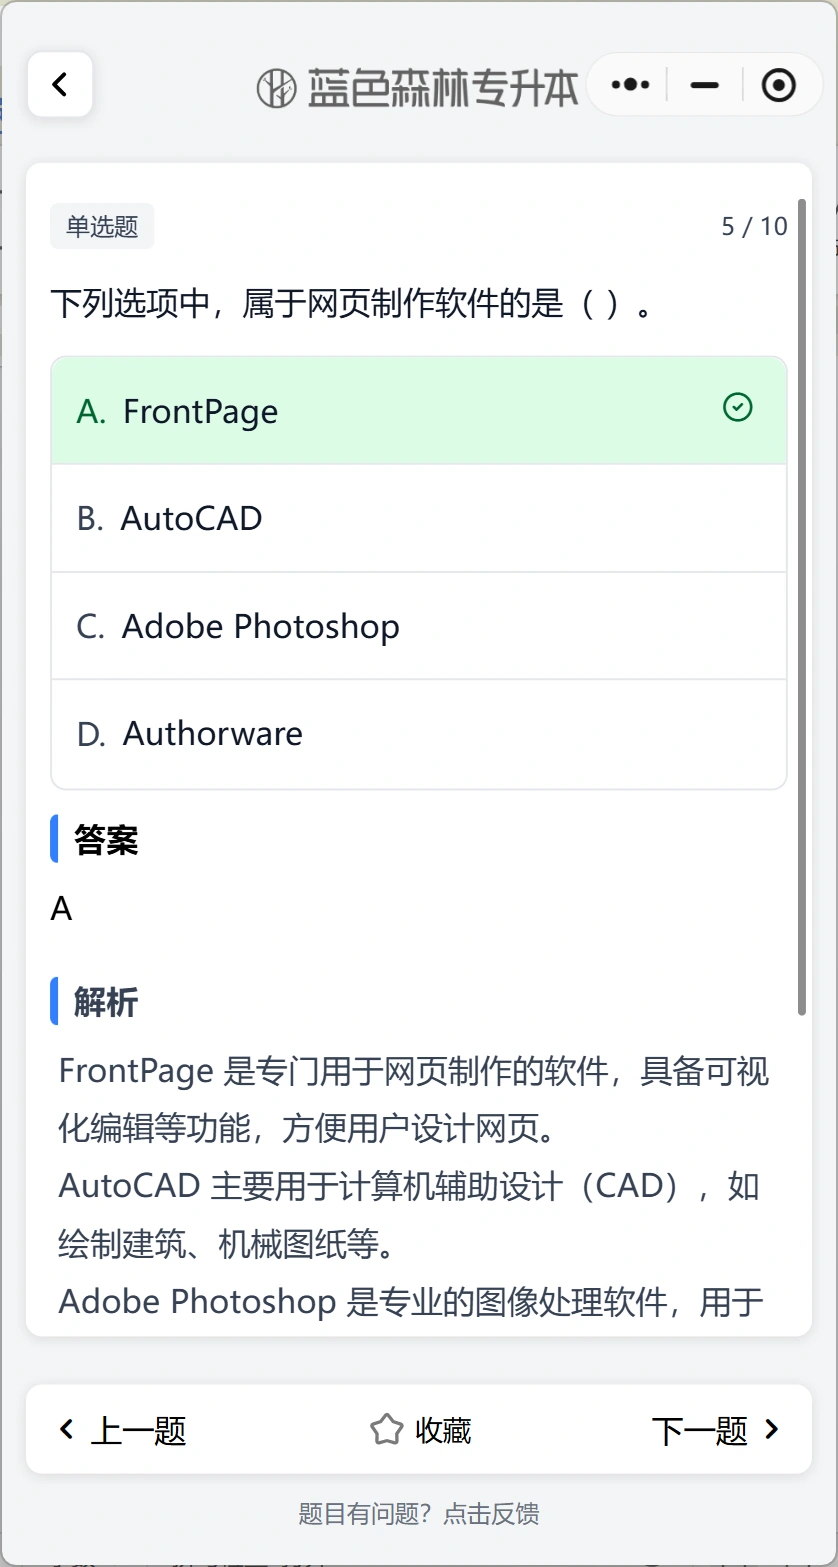 蓝色森林专升本
单选题
5 / 10
下列选项中，属于网页制作软件的是（ ）。
A. FrontPage
B. AutoCAD
C. Adobe Photoshop
D. Authorware
答案
A
解析
FrontPage 是专门用于网页制作的软件，具备可视
化编辑等功能，方便用户设计网页。
AutoCAD 主要用于计算机辅助设计（CAD），如
绘制建筑、机械图纸等。
Adobe Photoshop 是专业的图像处理软件，用于
上一题
收藏
下一题
题目有问题？点击反馈